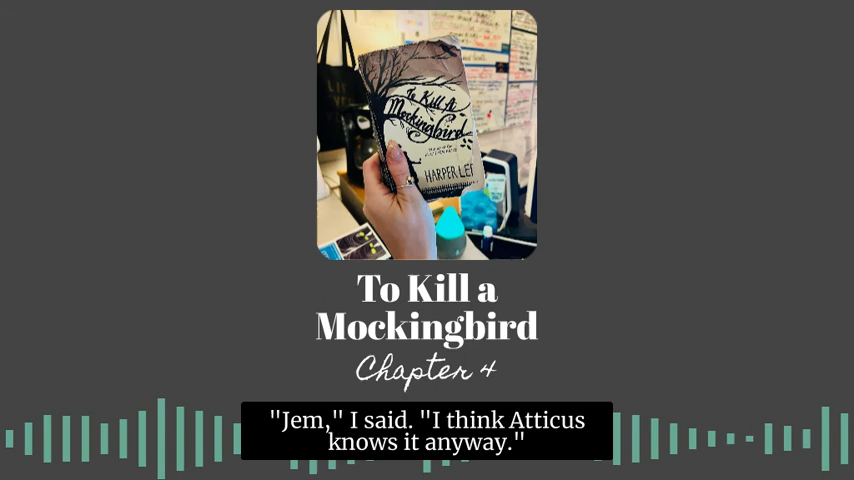 To Kill A
Mockingbird
HARPER LEE
To Kill a
Mockingbird
Chapter 4
"Jem," I said. "I think Atticus
knows it anyway."